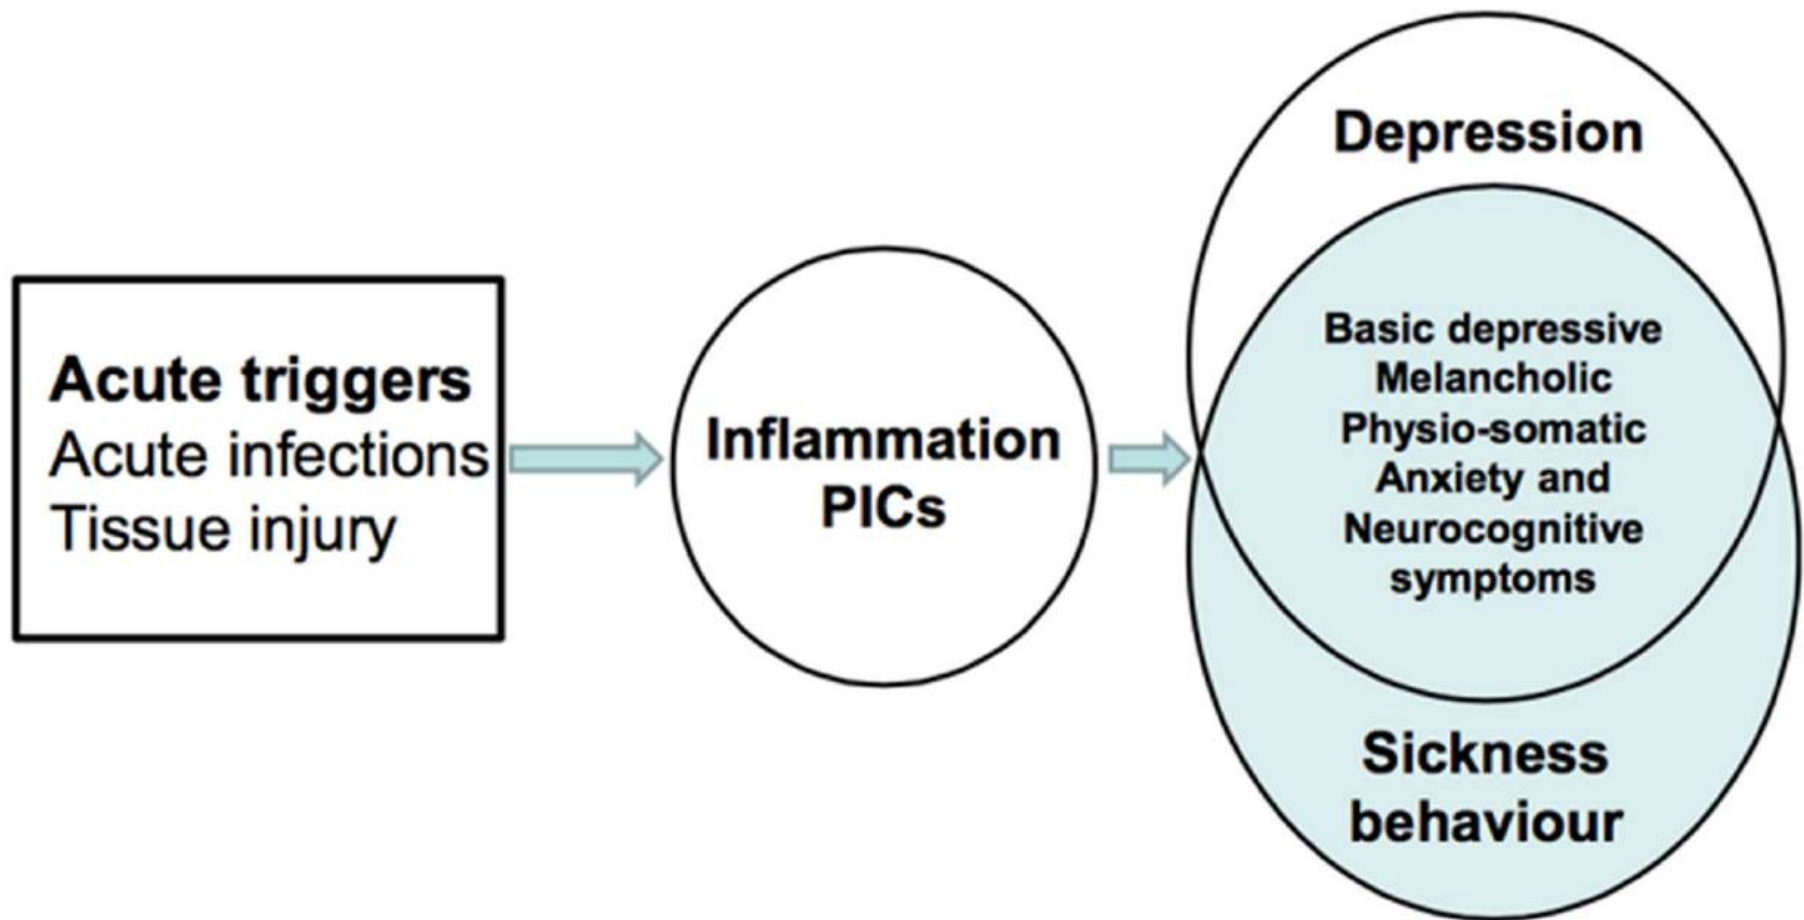 Acute triggers
Acute infections
Tissue injury
Inflammation
PICs
Depression
Basic depressive
Melancholic
Physio-somatic
Anxiety and
Neurocognitive
symptoms
Sickness
behaviour